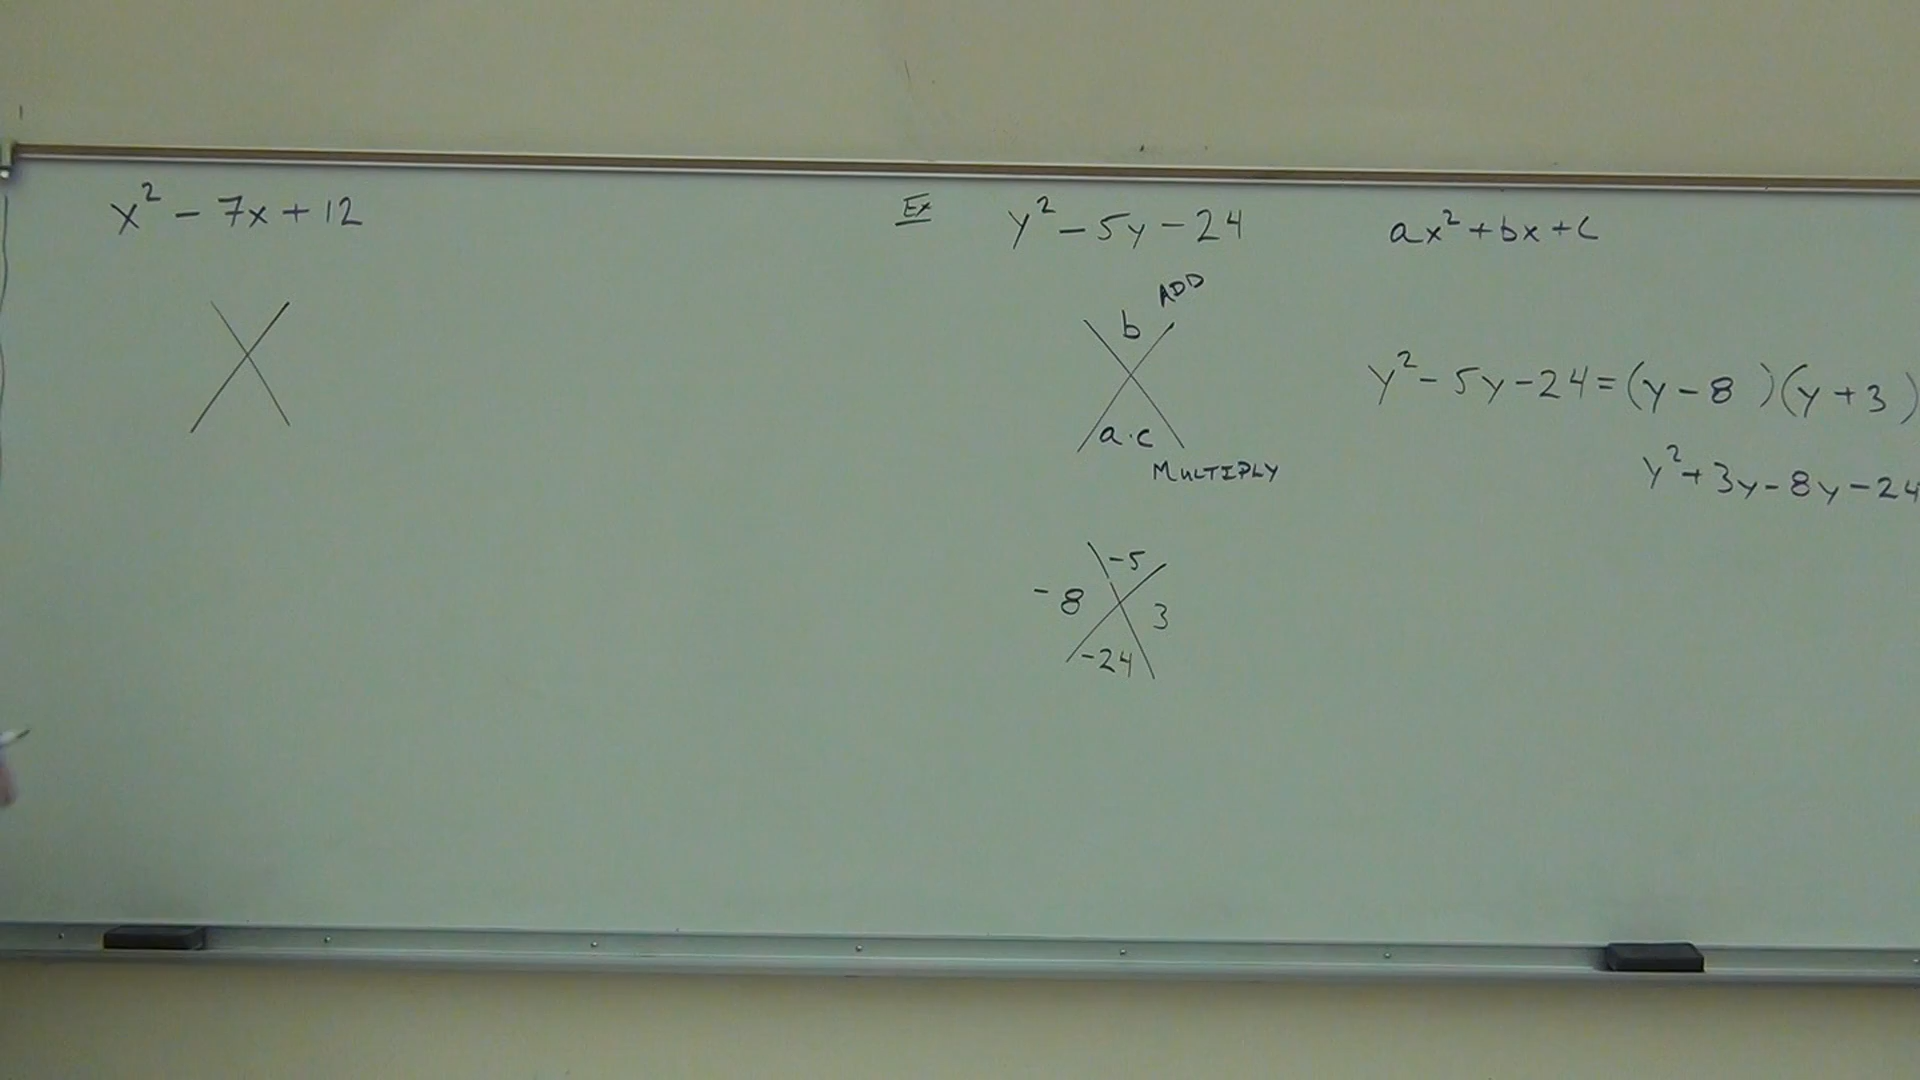 x² - 7x + 12
Ex y² - 5y - 24
ax² + bx + c
ADD
b
a·c
MULTIPLY
y² - 5y - 24 = (y - 8 )(y + 3 )
y² + 3y - 8y - 24
-5
-8 3
-24